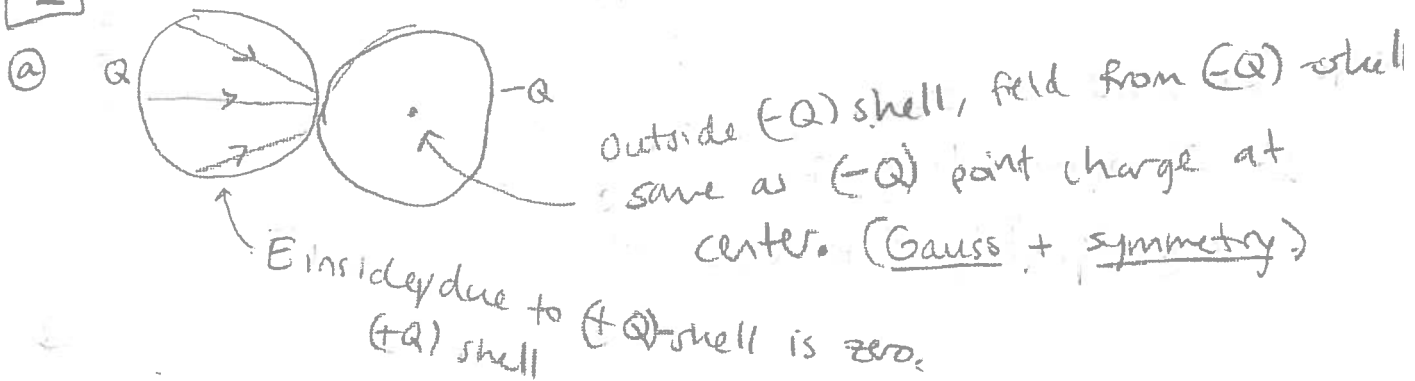 (a) Q -Q
Outside (-Q) shell, field from (-Q) shell
same as (-Q) point charge at
center. (Gauss + symmetry)
E inside, due to (+Q)-shell is zero.
(+Q) shell